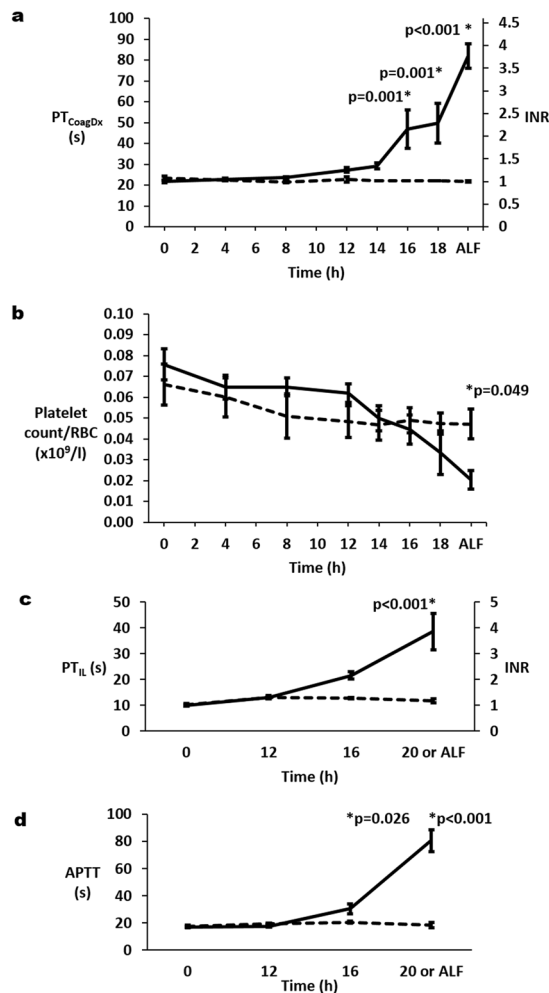 a
100
90
80
70
60
50
40
30
20
10
0
PTCoagDx
(s)
4.5
4
3.5
3
2.5
2
1.5
1
0.5
0
INR
p<0.001 *
p=0.001*
p=0.001*
0 2 4 6 8 10 12 14 16 18 ALF
Time (h)
b
0.10
0.09
0.08
0.07
0.06
0.05
0.04
0.03
0.02
0.01
0.00
Platelet
count/RBC
(x10⁹/l)
*p=0.049
0 2 4 6 8 10 12 14 16 18 ALF
Time (h)
c
50
40
30
20
10
0
PTIL (s)
5
4
3
2
1
0
INR
p<0.001*
0 12 16 20 or ALF
Time (h)
d
100
80
60
40
20
0
APTT
(s)
*p=0.026 *p<0.001
0 12 16 20 or ALF
Time (h)